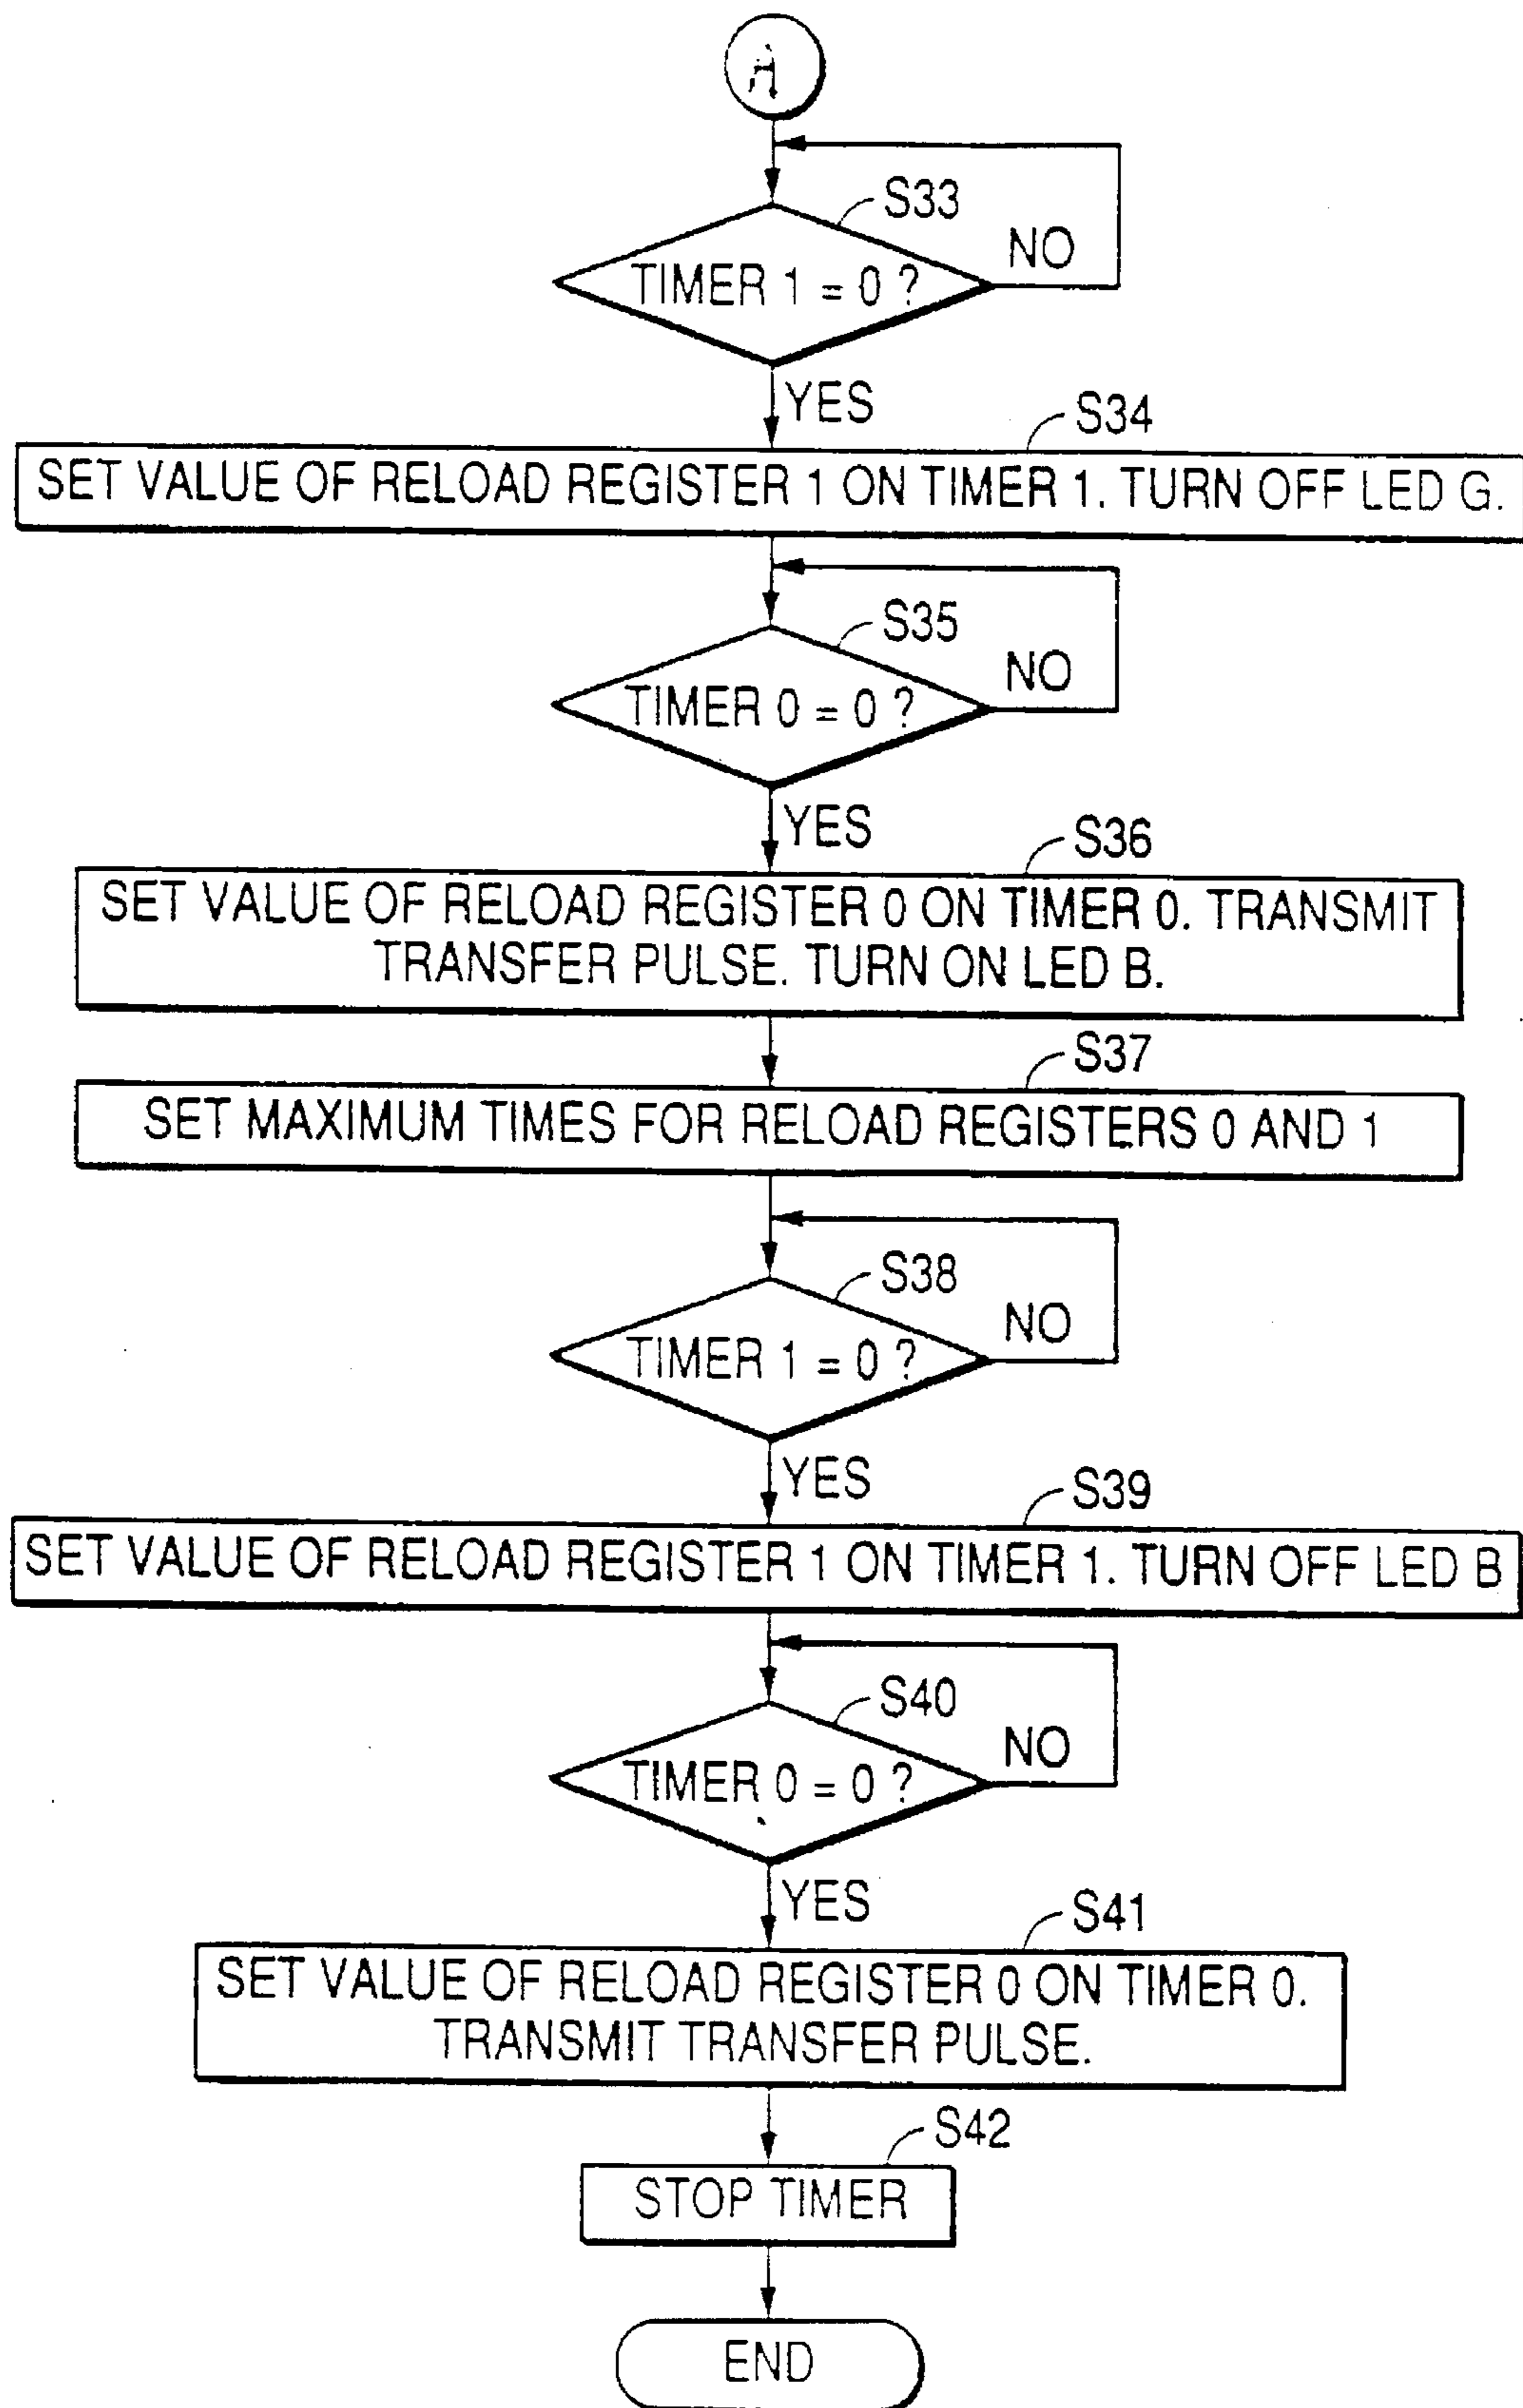 A
S33
TIMER 1 = 0 ?
NO
YES
S34
SET VALUE OF RELOAD REGISTER 1 ON TIMER 1. TURN OFF LED G.
S35
TIMER 0 = 0 ?
NO
YES
S36
SET VALUE OF RELOAD REGISTER 0 ON TIMER 0. TRANSMIT
TRANSFER PULSE. TURN ON LED B.
S37
SET MAXIMUM TIMES FOR RELOAD REGISTERS 0 AND 1
S38
TIMER 1 = 0 ?
NO
YES
S39
SET VALUE OF RELOAD REGISTER 1 ON TIMER 1. TURN OFF LED B
S40
TIMER 0 = 0 ?
NO
YES
S41
SET VALUE OF RELOAD REGISTER 0 ON TIMER 0.
TRANSMIT TRANSFER PULSE.
S42
STOP TIMER
END